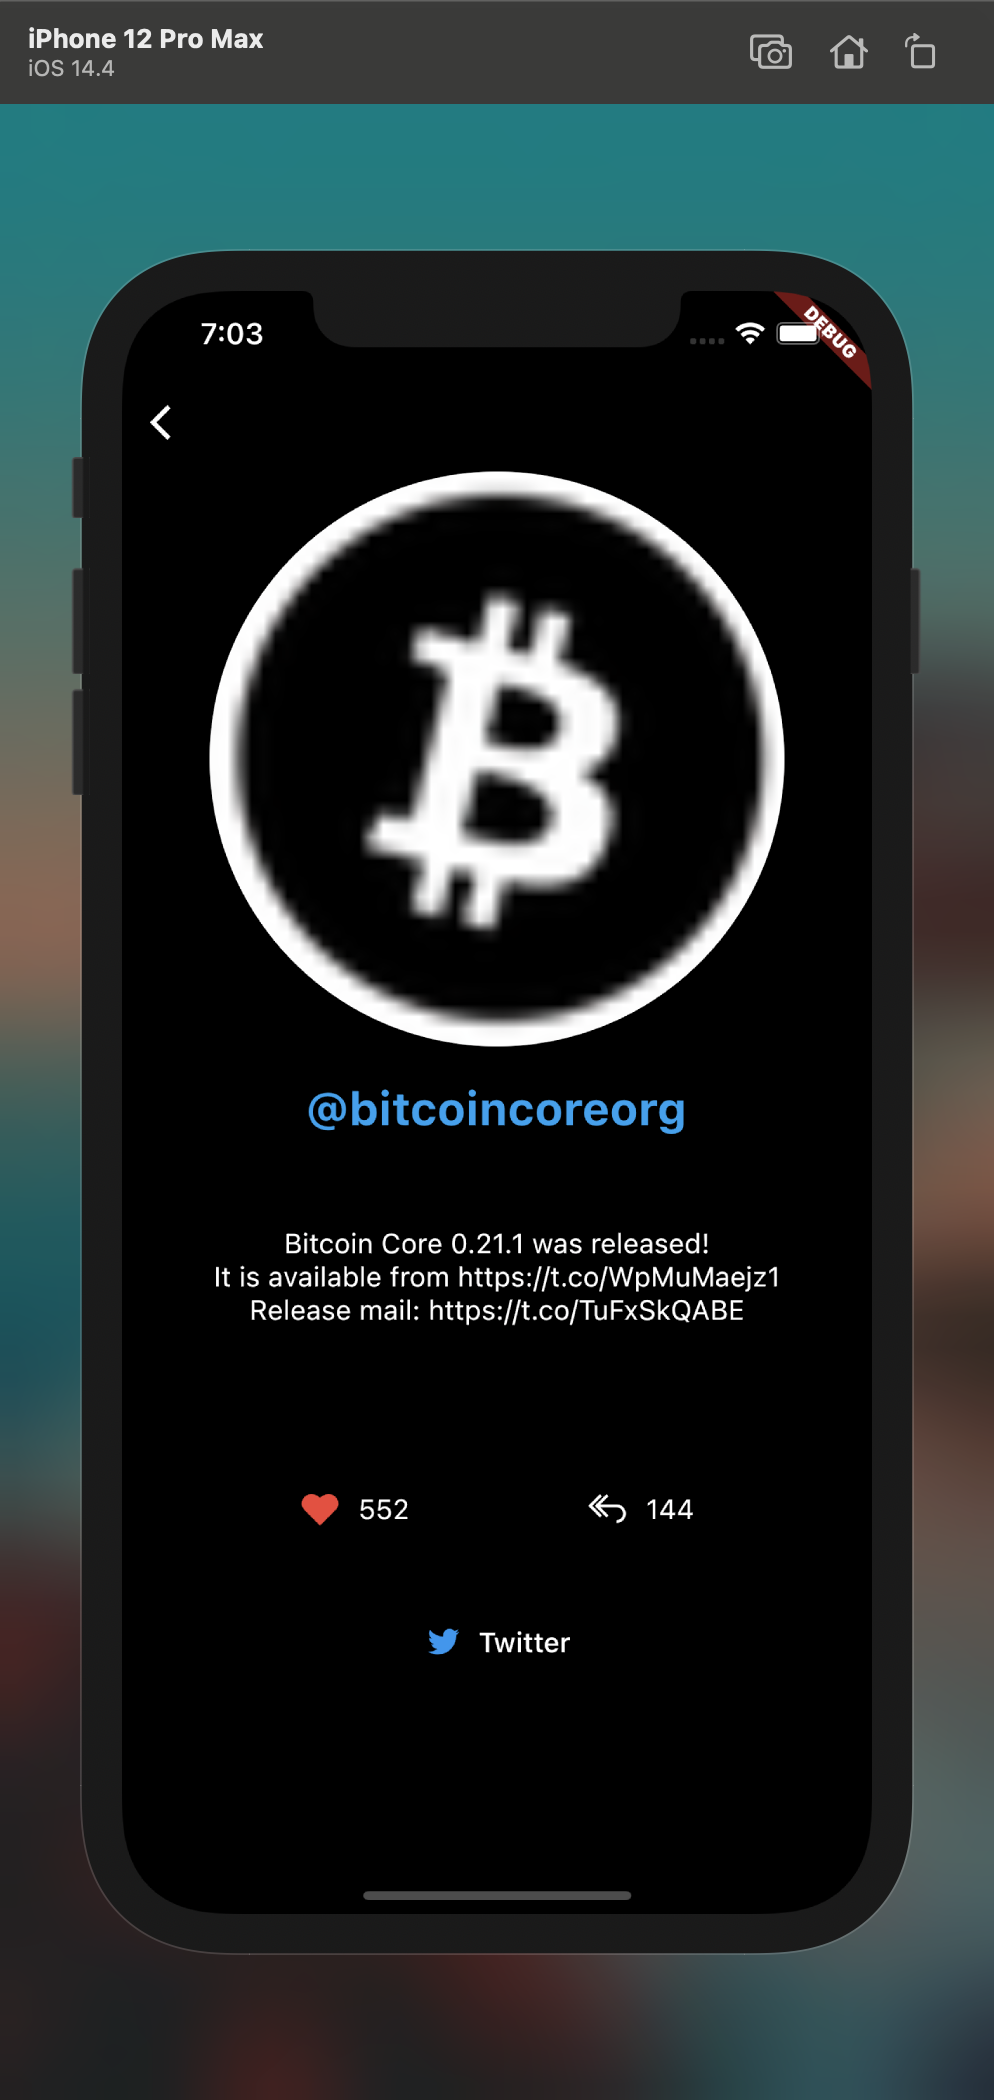 iPhone 12 Pro Max
iOS 14.4
7:03
DEBUG
@bitcoincoreorg
Bitcoin Core 0.21.1 was released!
It is available from https://t.co/WpMuMaejz1
Release mail: https://t.co/TuFxSkQABE
552 144
Twitter